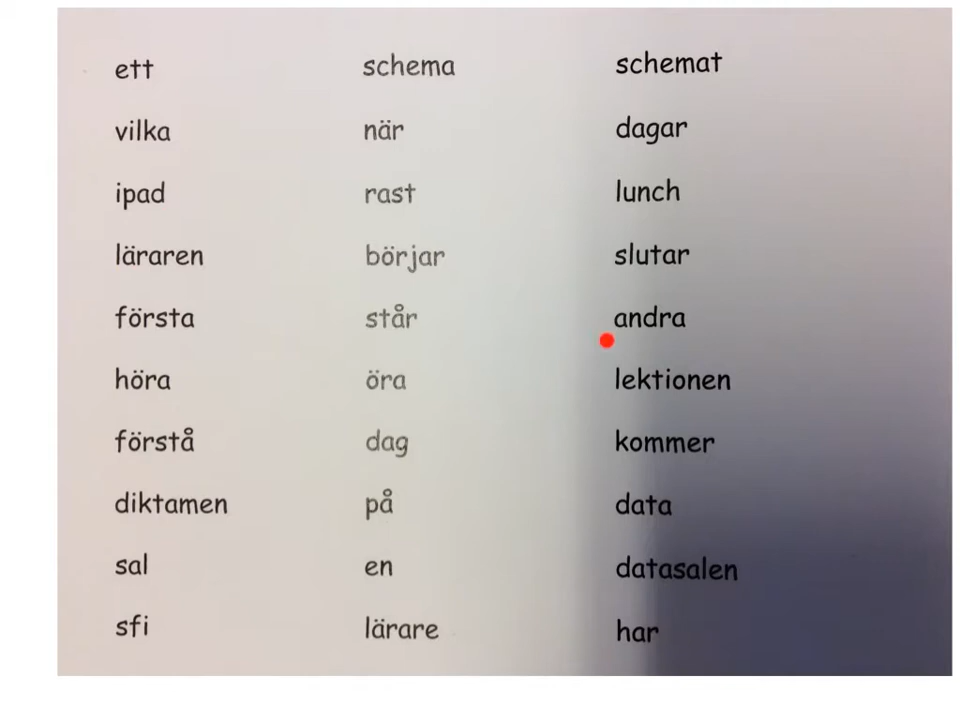 ett schema schemat
vilka när dagar
ipad rast lunch
läraren börjar slutar
första står andra
höra öra lektionen
förstå dag kommer
diktamen på data
sal en datasalen
sfi lärare har